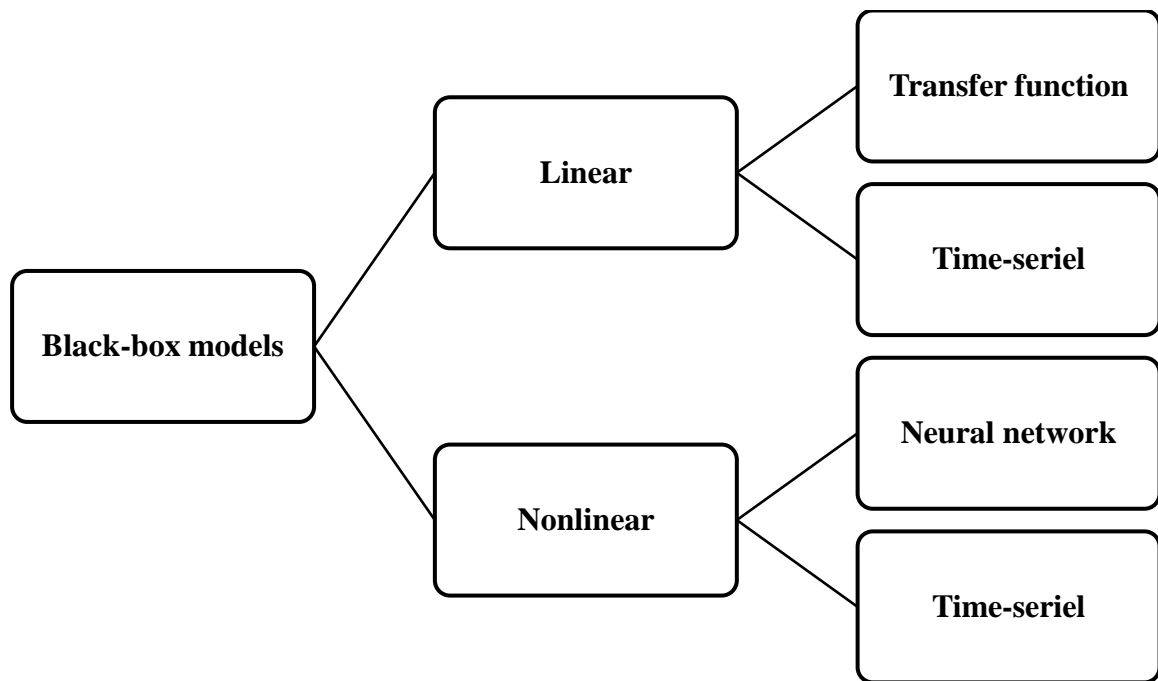 Black-box models
Linear
Transfer function
Time-seriel
Nonlinear
Neural network
Time-seriel